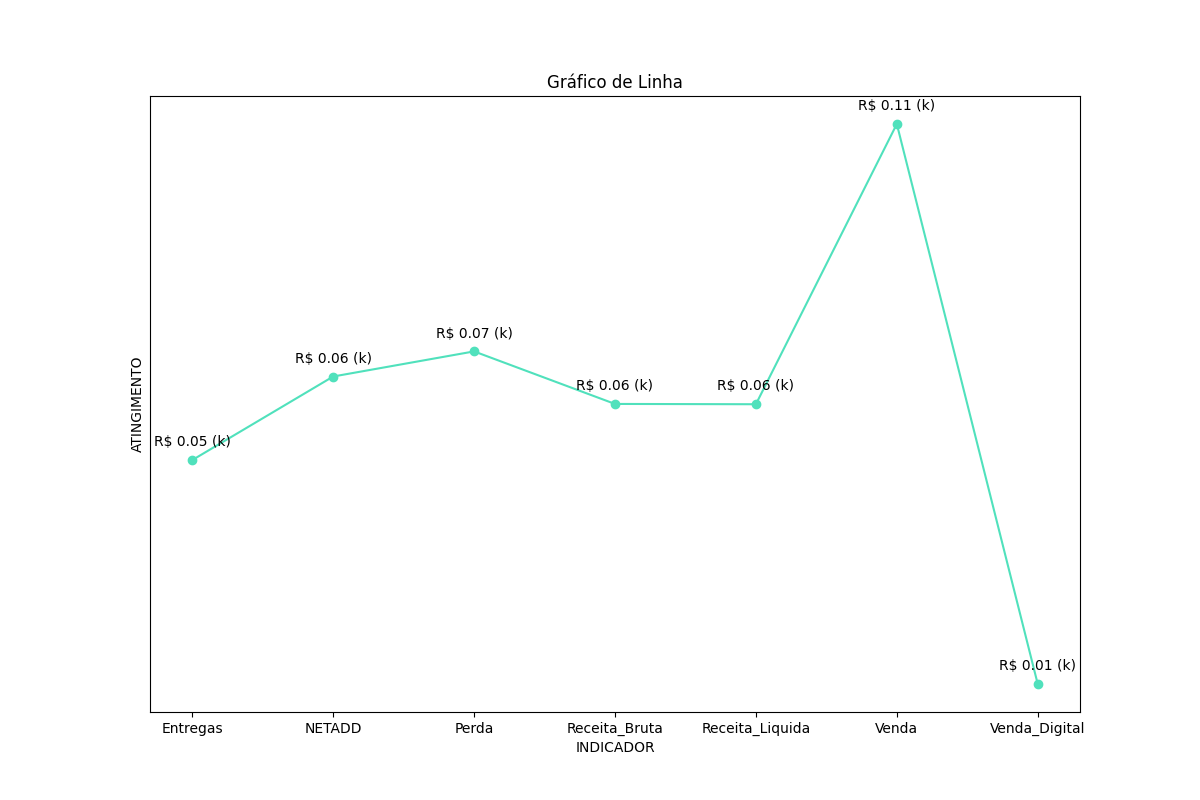 Gráfico de Linha
R$ 0.11 (k)
R$ 0.07 (k)
R$ 0.06 (k)
R$ 0.06 (k)
R$ 0.06 (k)
R$ 0.05 (k)
R$ 0.01 (k)
ATINGIMENTO
Entregas NETADD Perda Receita_Bruta Receita_Liquida Venda Venda_Digital
INDICADOR